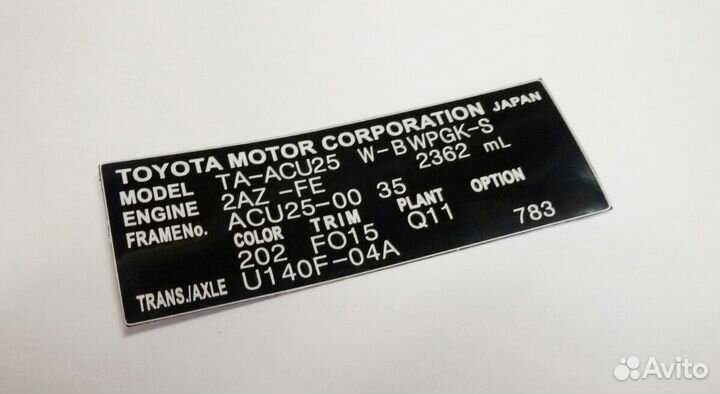 TOYOTA MOTOR CORPORATION JAPAN
MODEL TA-ACU25 W-BWPGK-S
ENGINE 2AZ -FE 2362 mL
FRAMENo. ACU25-00 35
COLOR TRIM PLANT OPTION
202 FO15 Q11 783
TRANS./AXLE U140F-04A
Avito